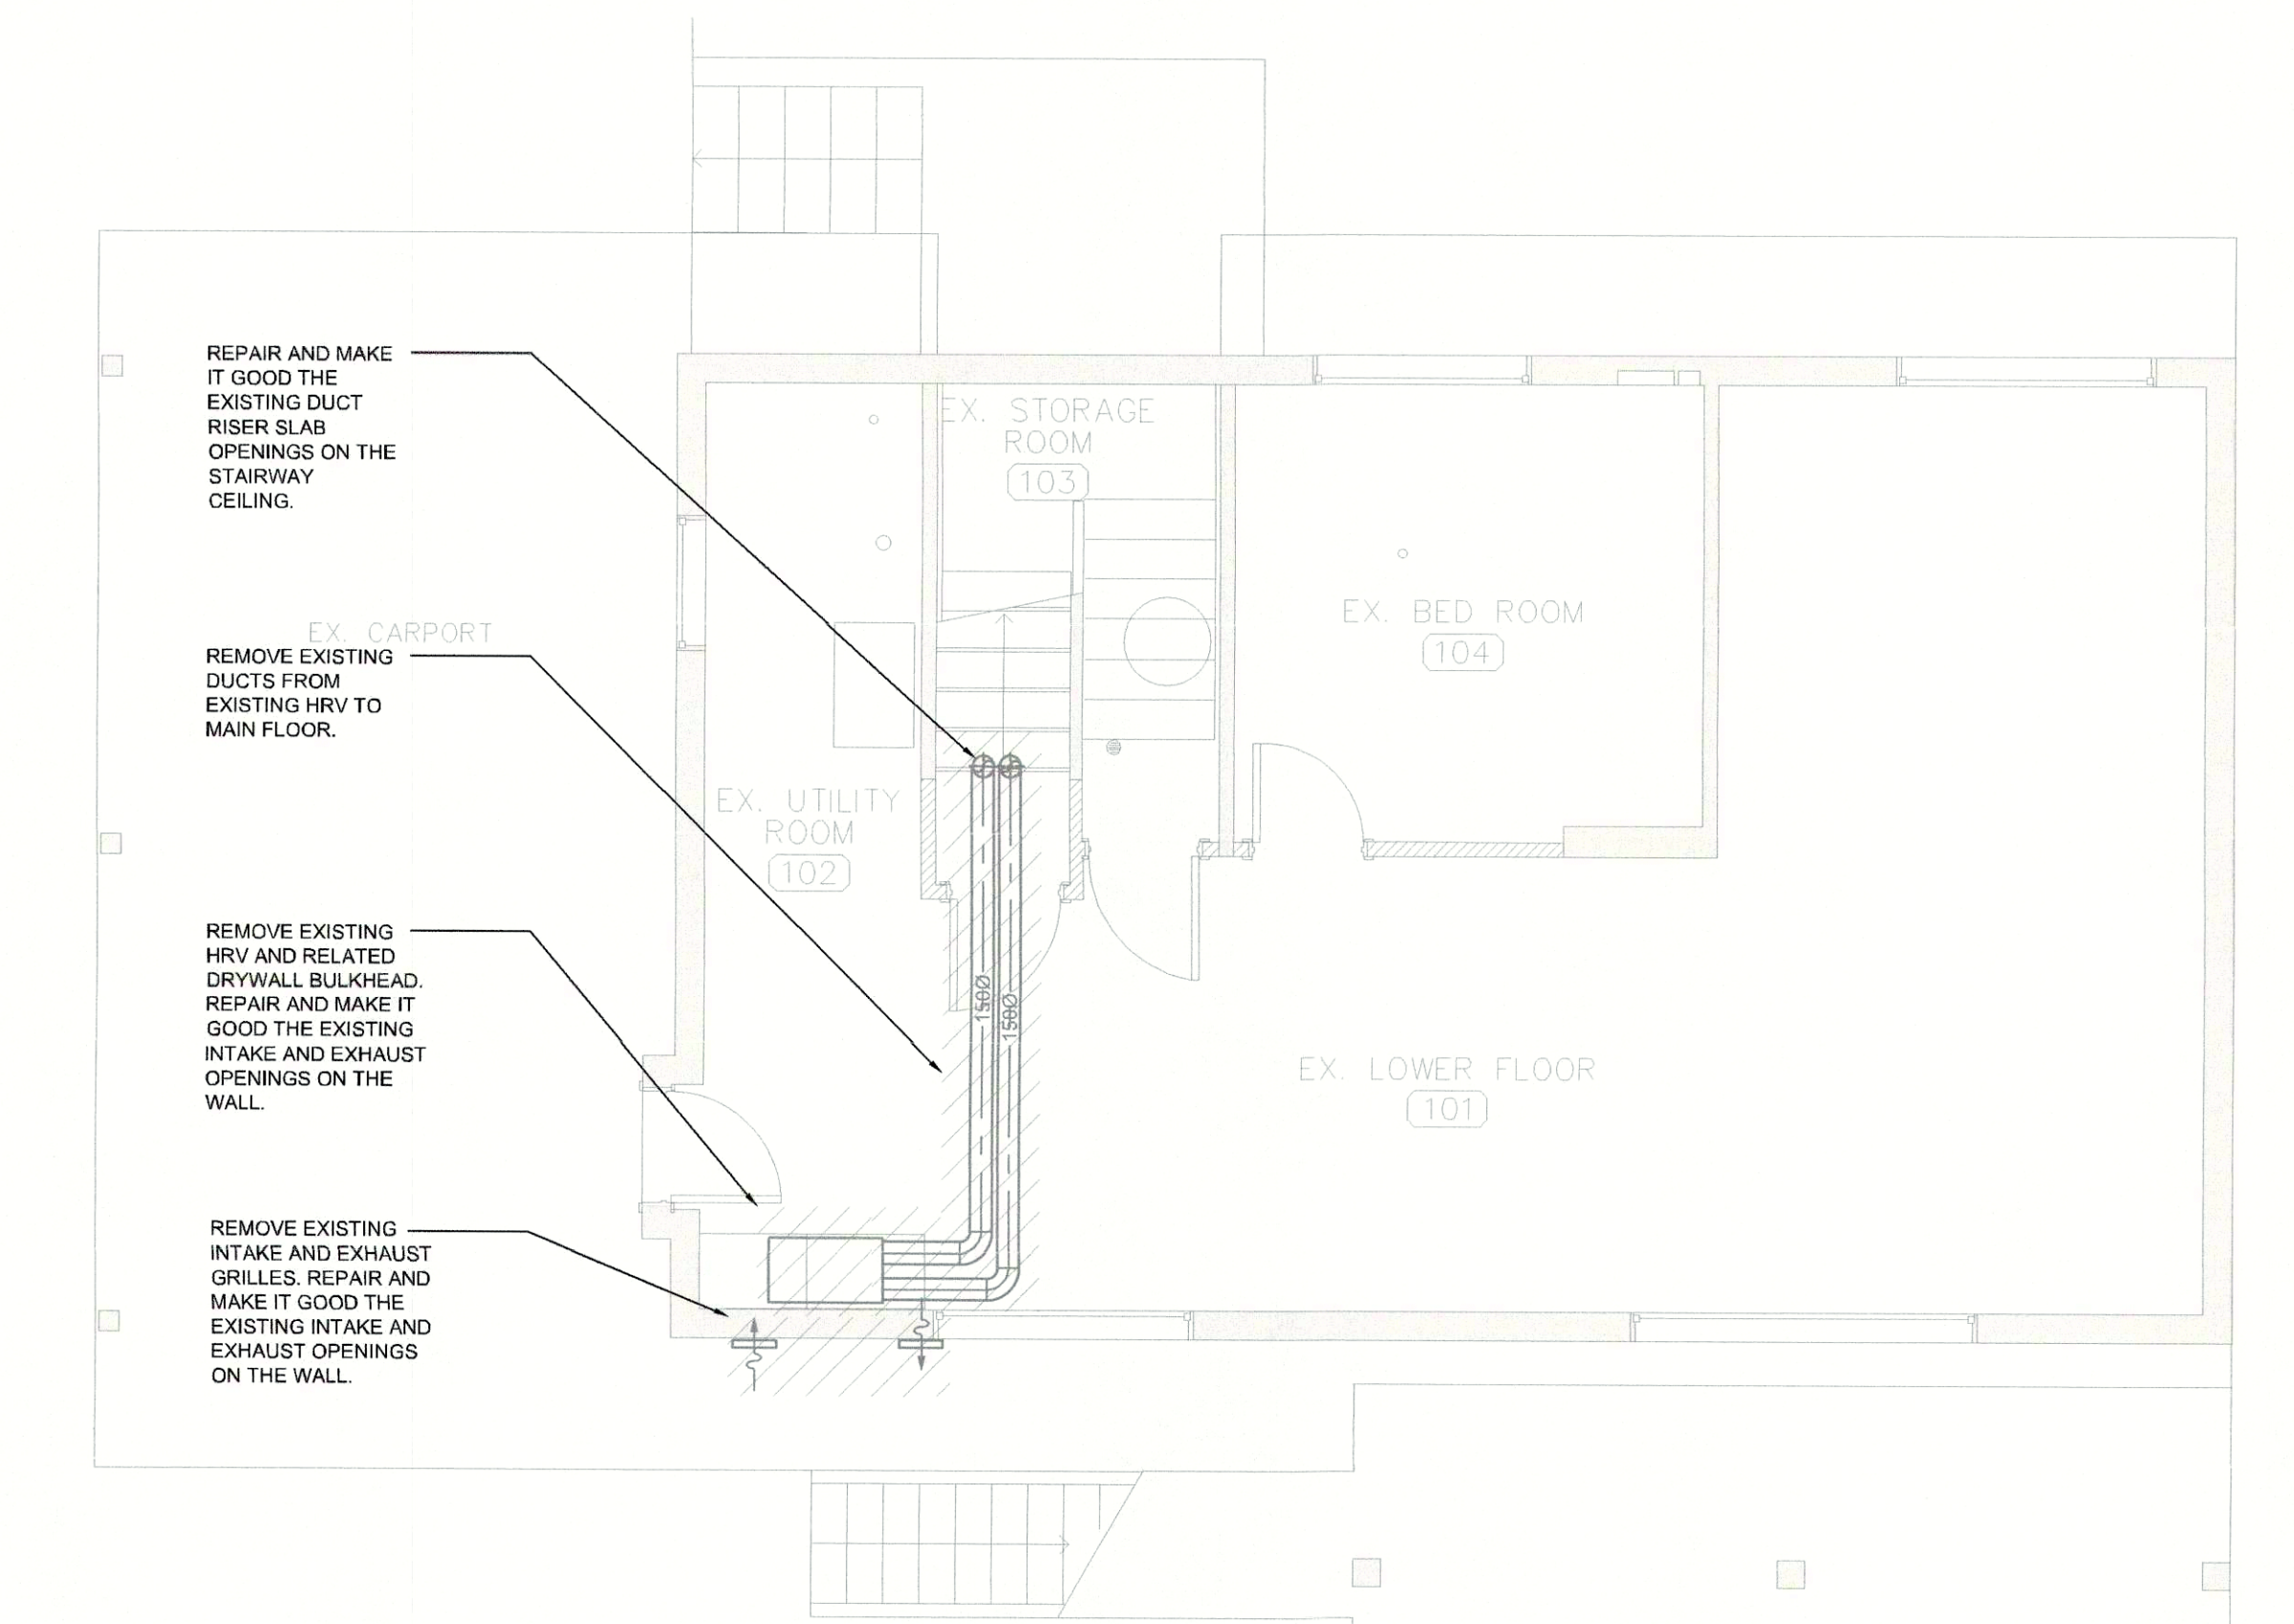 REPAIR AND MAKE
IT GOOD THE
EXISTING DUCT
RISER SLAB
OPENINGS ON THE
STAIRWAY
CEILING.
EX. STORAGE
ROOM
103
EX. CARPORT
REMOVE EXISTING
DUCTS FROM
EXISTING HRV TO
MAIN FLOOR.
EX. BED ROOM
104
EX. UTILITY
ROOM
102
REMOVE EXISTING
HRV AND RELATED
DRYWALL BULKHEAD.
REPAIR AND MAKE IT
GOOD THE EXISTING
INTAKE AND EXHAUST
OPENINGS ON THE
WALL.
150Ø
150Ø
EX. LOWER FLOOR
101
REMOVE EXISTING
INTAKE AND EXHAUST
GRILLES. REPAIR AND
MAKE IT GOOD THE
EXISTING INTAKE AND
EXHAUST OPENINGS
ON THE WALL.